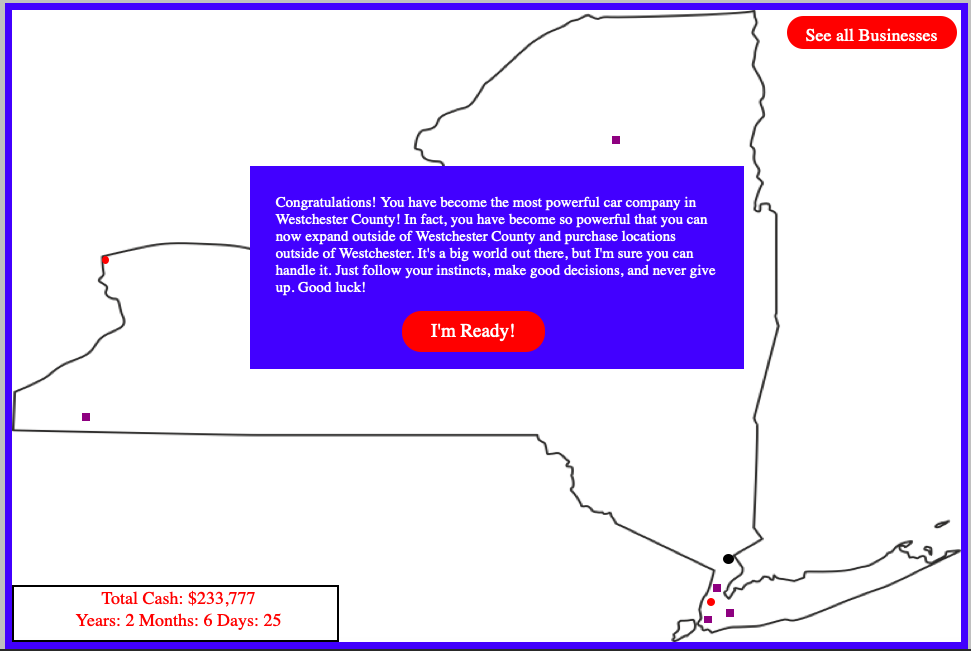 See all Businesses
Congratulations! You have become the most powerful car company in
Westchester County! In fact, you have become so powerful that you can
now expand outside of Westchester County and purchase locations
outside of Westchester. It's a big world out there, but I'm sure you can
handle it. Just follow your instincts, make good decisions, and never give
up. Good luck!
I'm Ready!
Total Cash: $233,777
Years: 2 Months: 6 Days: 25